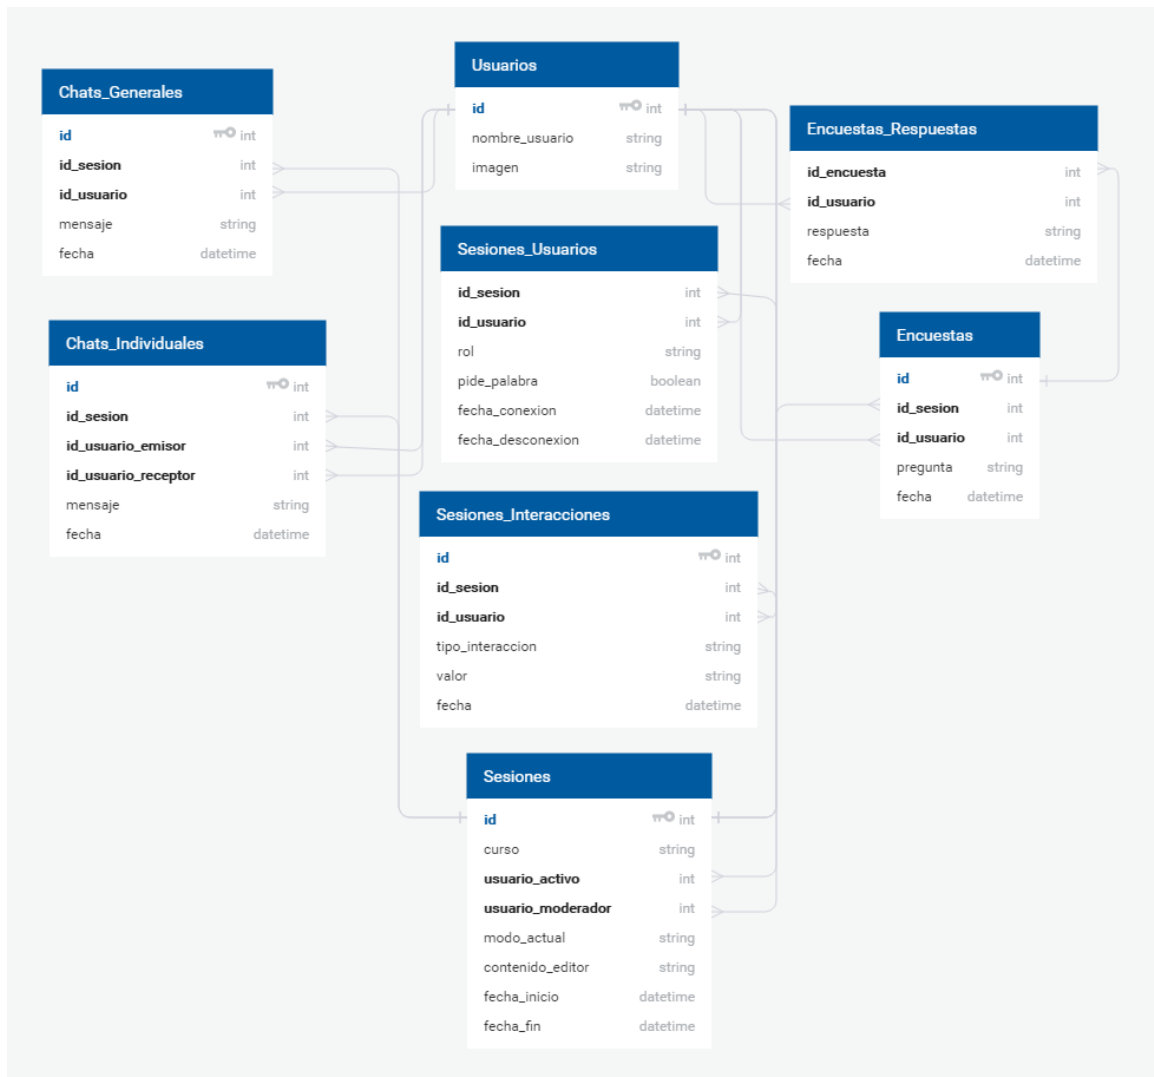 Usuarios
id int
nombre_usuario string
imagen string
Chats_Generales
id int
id_sesion int
id_usuario int
mensaje string
fecha datetime
Encuestas_Respuestas
id_encuesta int
id_usuario int
respuesta string
fecha datetime
Sesiones_Usuarios
id_sesion int
id_usuario int
rol string
pide_palabra boolean
fecha_conexion datetime
fecha_desconexion datetime
Chats_Individuales
id int
id_sesion int
id_usuario_emisor int
id_usuario_receptor int
mensaje string
fecha datetime
Encuestas
id int
id_sesion int
id_usuario int
pregunta string
fecha datetime
Sesiones_Interacciones
id int
id_sesion int
id_usuario int
tipo_interaccion string
valor string
fecha datetime
Sesiones
id int
curso string
usuario_activo int
usuario_moderador int
modo_actual string
contenido_editor string
fecha_inicio datetime
fecha_fin datetime